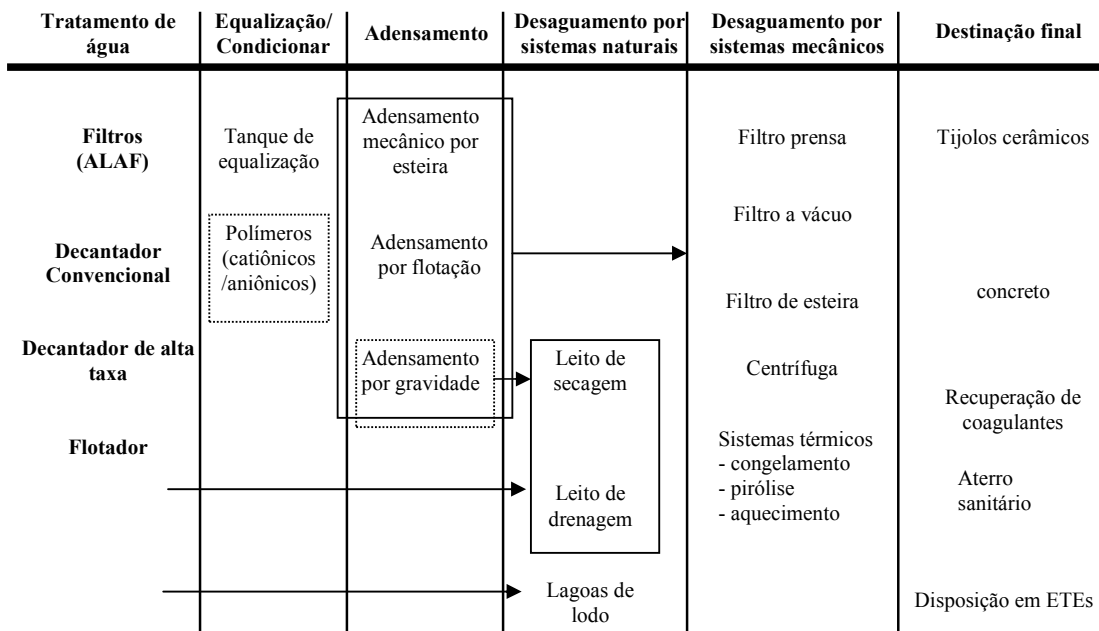 Tratamento de
água
Equalização/
Condicionar
Adensamento
Desaguamento por
sistemas naturais
Desaguamento por
sistemas mecânicos
Destinação final
Filtros
(ALAF)
Decantador
Convencional
Decantador de alta
taxa
Flotador
Tanque de
equalização
Polímeros
(catiônicos
/aniônicos)
Adensamento
mecânico por
esteira
Adensamento
por flotação
Adensamento
por gravidade
Leito de
secagem
Leito de
drenagem
Lagoas de
lodo
Filtro prensa
Filtro a vácuo
Filtro de esteira
Centrífuga
Sistemas térmicos
- congelamento
- pirólise
- aquecimento
Tijolos cerâmicos
concreto
Recuperação de
coagulantes
Aterro
sanitário
Disposição em ETEs